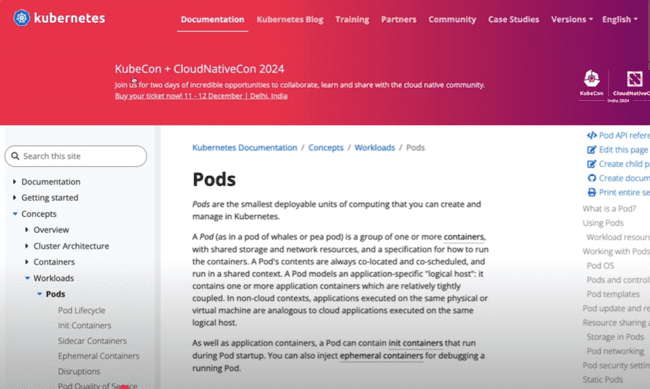 kubernetes
Documentation Kubernetes Blog Training Partners Community Case Studies Versions English
KubeCon + CloudNativeCon 2024
Join us for two days of incredible opportunities to collaborate, learn and share with the cloud native community.
Buy your ticket now! 11 - 12 December | Delhi, India
KubeCon CloudNativeCon
India 2024
Search this site
Documentation
Getting started
Concepts
Overview
Cluster Architecture
Containers
Workloads
Pods
Pod Lifecycle
Init Containers
Sidecar Containers
Ephemeral Containers
Disruptions
Pod Quality of Service
Kubernetes Documentation / Concepts / Workloads / Pods
Pods
Pods are the smallest deployable units of computing that you can create and
manage in Kubernetes.
A Pod (as in a pod of whales or pea pod) is a group of one or more containers,
with shared storage and network resources, and a specification for how to run
the containers. A Pod's contents are always co-located and co-scheduled, and
run in a shared context. A Pod models an application-specific "logical host": it
contains one or more application containers which are relatively tightly
coupled. In non-cloud contexts, applications executed on the same physical or
virtual machine are analogous to cloud applications executed on the same
logical host.
As well as application containers, a Pod can contain init containers that run
during Pod startup. You can also inject ephemeral containers for debugging a
running Pod.
Pod API refere
Edit this page
Create child p
Create docum
Print entire se
What is a Pod?
Using Pods
Workload resour
Working with Pods
Pod OS
Pods and control
Pod templates
Pod update and re
Resource sharing a
Storage in Pods
Pod networking
Pod security settin
Static Pods